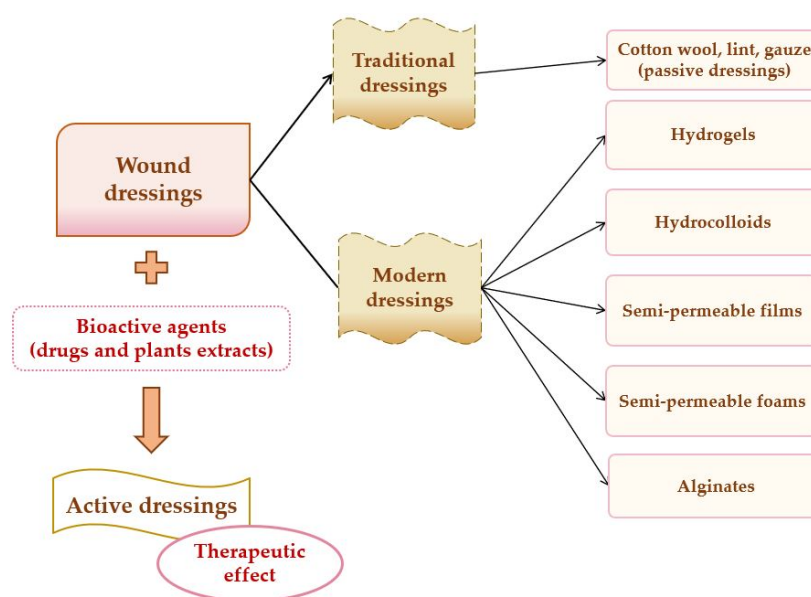 Traditional
dressings
Cotton wool, lint, gauze
(passive dressings)
Wound
dressings
Hydrogels
Hydrocolloids
Modern
dressings
Semi-permeable films
Bioactive agents
(drugs and plants extracts)
Semi-permeable foams
Alginates
Active dressings
Therapeutic
effect